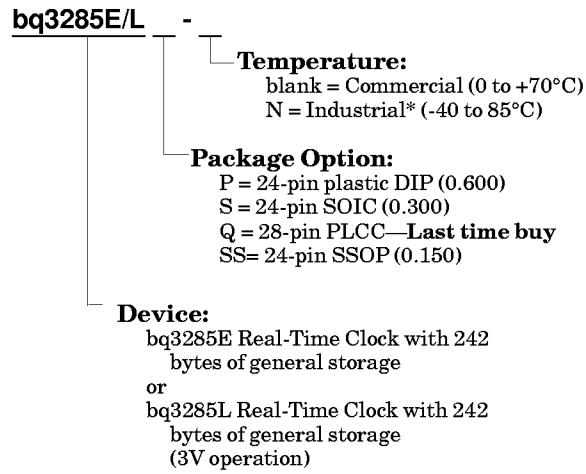 bq3285E/L _ - _
Temperature:
blank = Commercial (0 to +70°C)
N = Industrial* (-40 to 85°C)
Package Option:
P = 24-pin plastic DIP (0.600)
S = 24-pin SOIC (0.300)
Q = 28-pin PLCC—Last time buy
SS= 24-pin SSOP (0.150)
Device:
bq3285E Real-Time Clock with 242
bytes of general storage
or
bq3285L Real-Time Clock with 242
bytes of general storage
(3V operation)